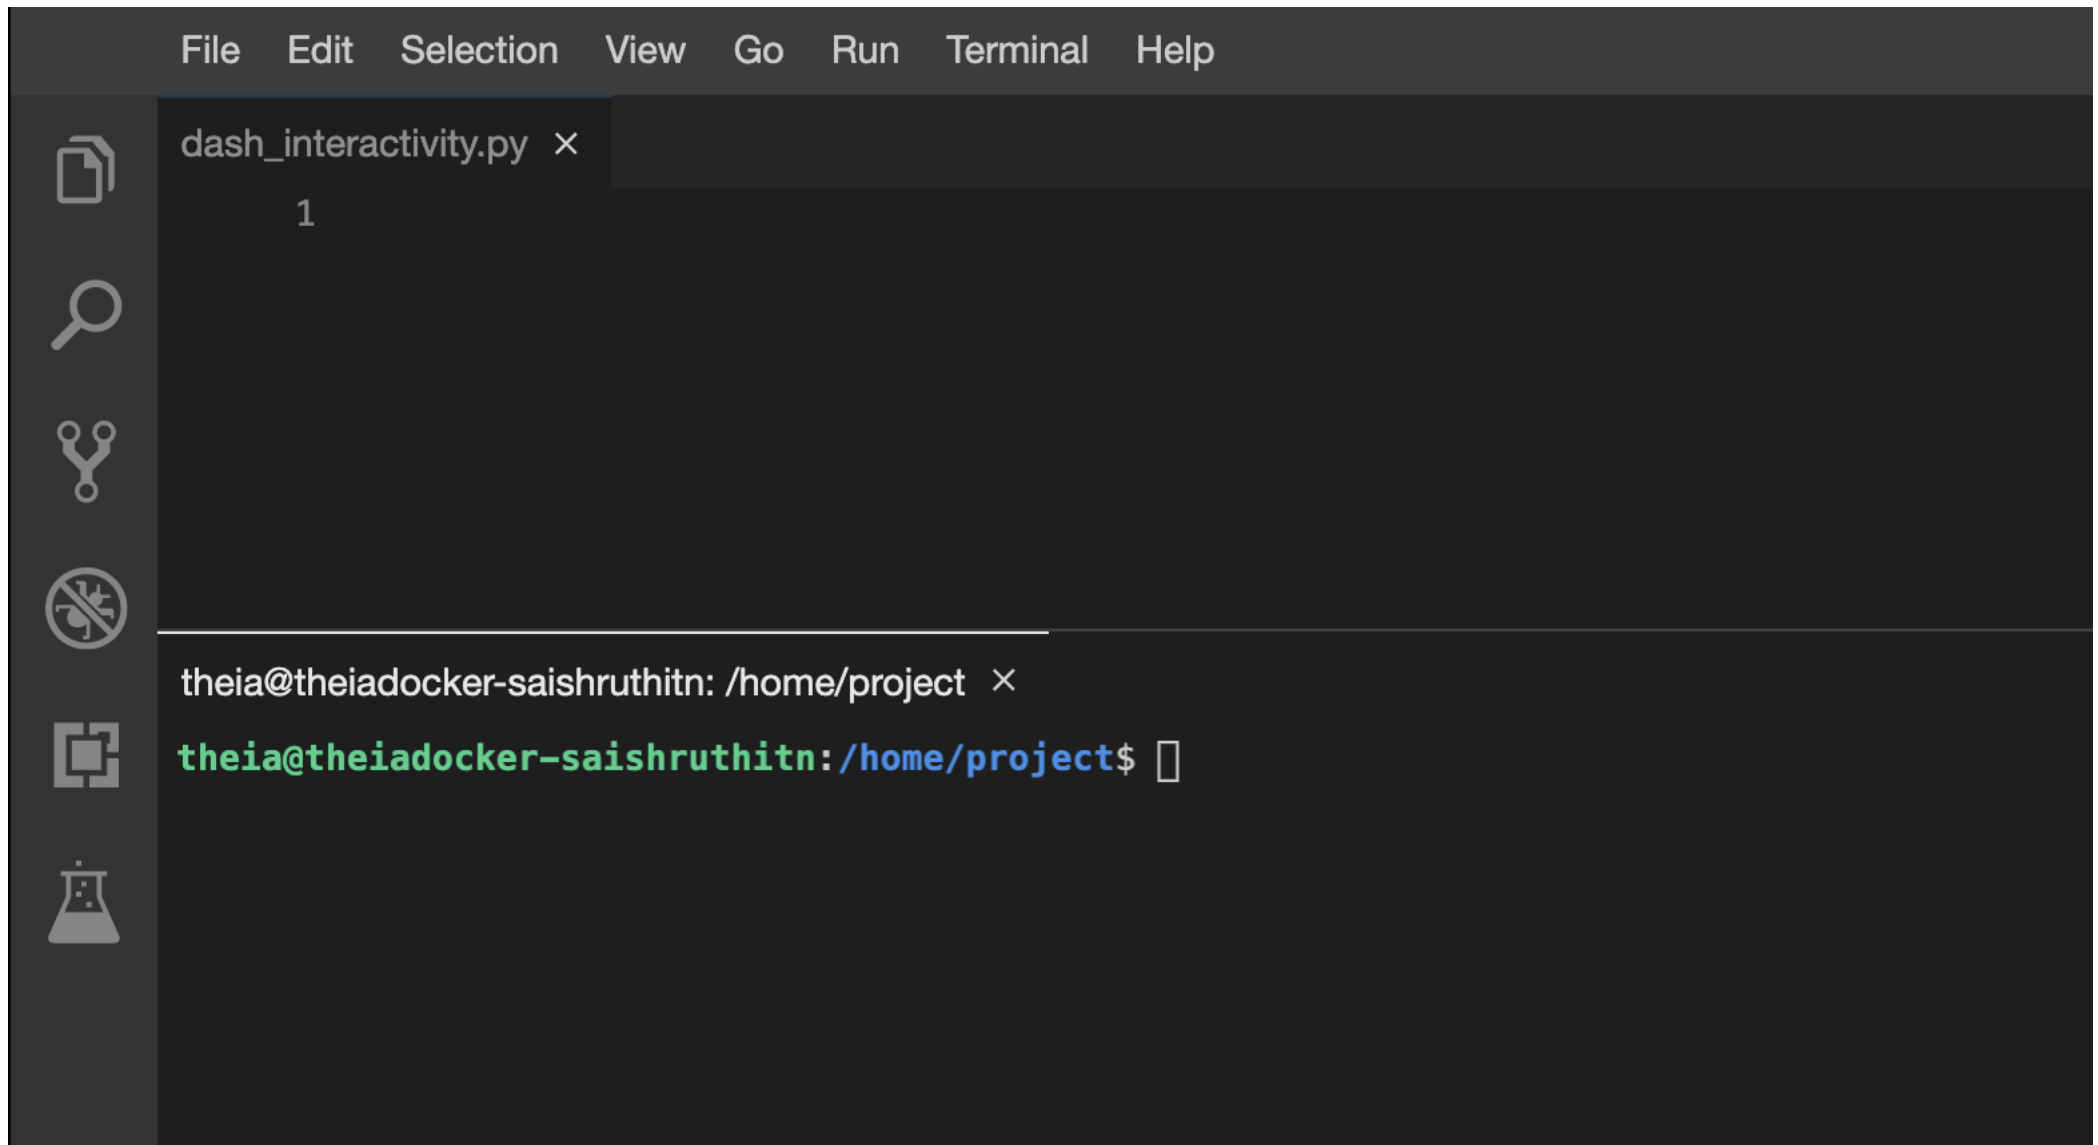 File Edit Selection View Go Run Terminal Help
dash_interactivity.py ×
1
theia@theiadocker-saishruthitn: /home/project ×
theia@theiadocker-saishruthitn:/home/project$